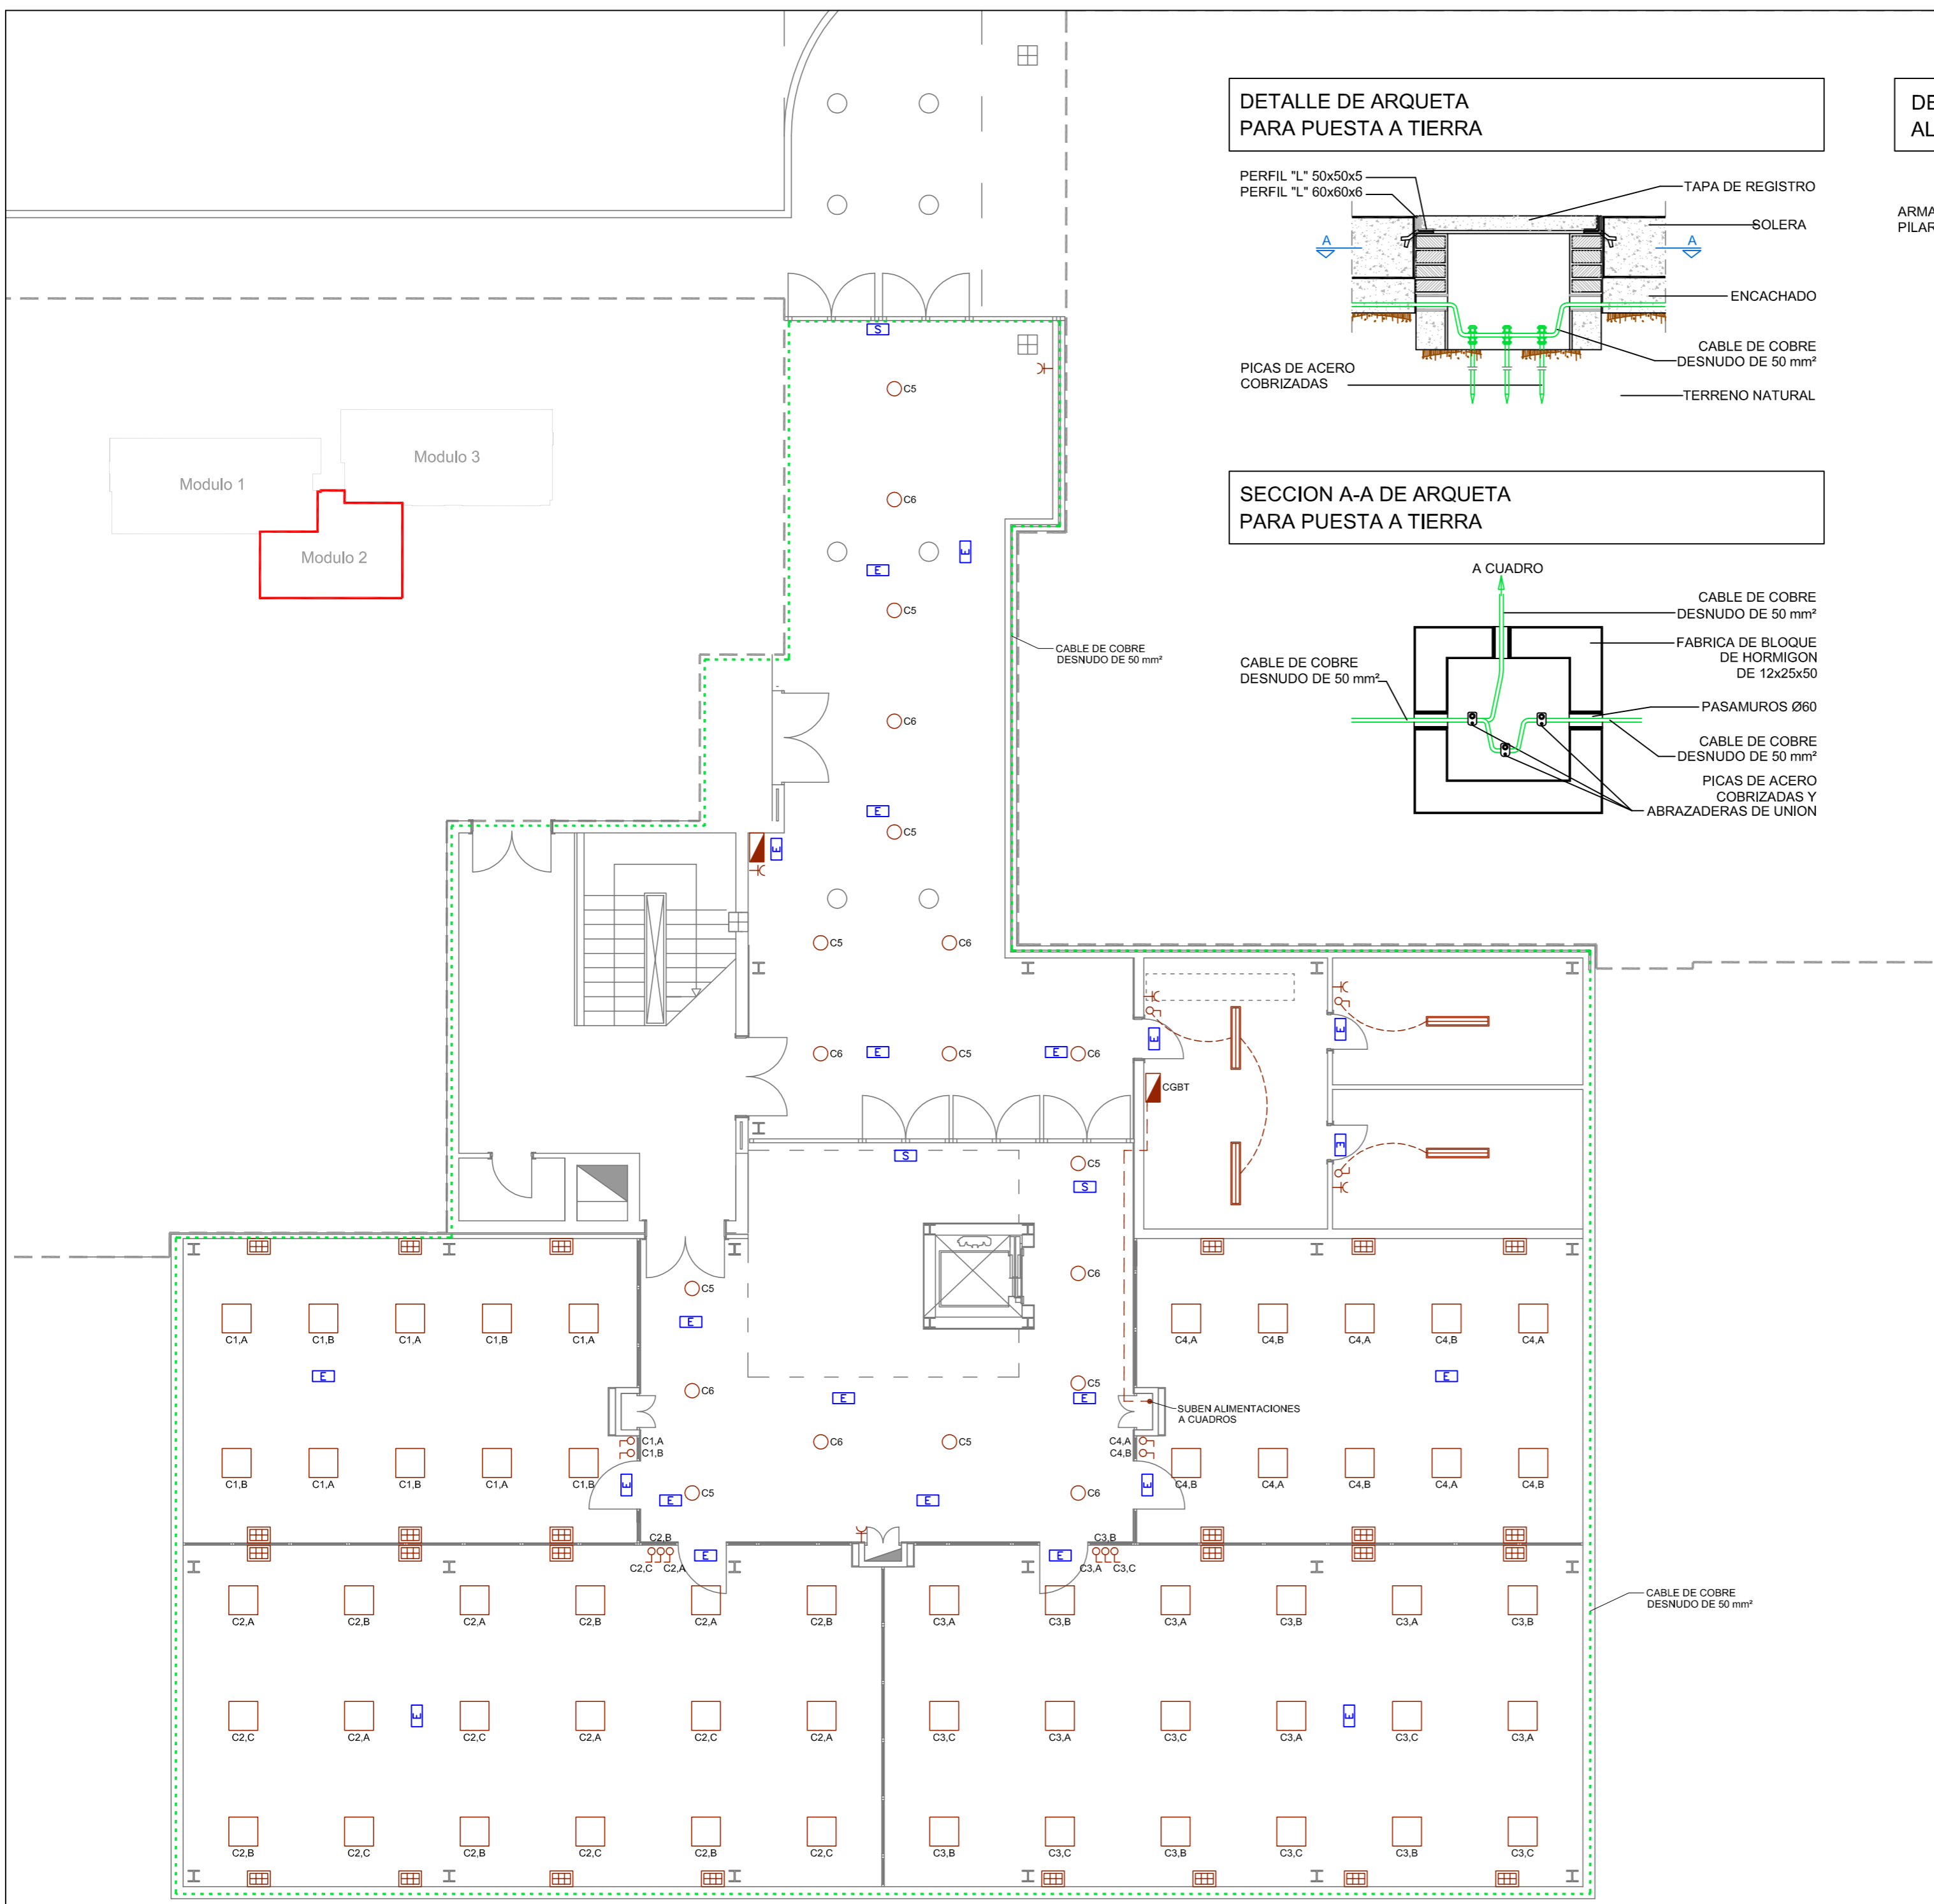 DETALLE DE ARQUETA
PARA PUESTA A TIERRA
DE
AL
PERFIL "L" 50x50x5
PERFIL "L" 60x60x6
TAPA DE REGISTRO
SOLERA
A
A
ENCACHADO
CABLE DE COBRE
DESNUDO DE 50 mm²
PICAS DE ACERO
COBRIZADAS
TERRENO NATURAL
ARMA
PILAR
SECCION A-A DE ARQUETA
PARA PUESTA A TIERRA
A CUADRO
CABLE DE COBRE
DESNUDO DE 50 mm²
FABRICA DE BLOQUE
DE HORMIGON
DE 12x25x50
CABLE DE COBRE
DESNUDO DE 50 mm²
PASAMUROS Ø60
CABLE DE COBRE
DESNUDO DE 50 mm²
PICAS DE ACERO
COBRIZADAS Y
ABRAZADERAS DE UNION
Modulo 1
Modulo 3
Modulo 2
S
C5
C6
E
E
C5
CABLE DE COBRE
DESNUDO DE 50 mm²
C6
E
C5
E
C5
C6
C6
E
C5
E
C6
E
E
CGBT
E
S
C5
S
C5
C6
E
C6
C5
E
E
SUBEN ALIMENTACIONES
A CUADROS
C6
C5
C5
C6
E
E
C1,A C1,B C1,A C1,B C1,A
E
C1,B C1,A C1,B C1,A C1,B
C1,A
C1,B
E
C4,A C4,B C4,A C4,B C4,A
E
C4,B C4,A C4,B C4,A C4,B
C4,A
C4,B
E
C2,B
C2,C C2,A
E
C3,B
C3,A C3,C
E
C2,A C2,B C2,A C2,B C2,A C2,B
C2,C C2,A C2,C C2,A C2,C C2,A
E
C2,B C2,C C2,B C2,C C2,B C2,C
C3,A C3,B C3,A C3,B C3,A C3,B
C3,C C3,A C3,C C3,A C3,C C3,A
E
C3,B C3,C C3,B C3,C C3,B C3,C
CABLE DE COBRE
DESNUDO DE 50 mm²